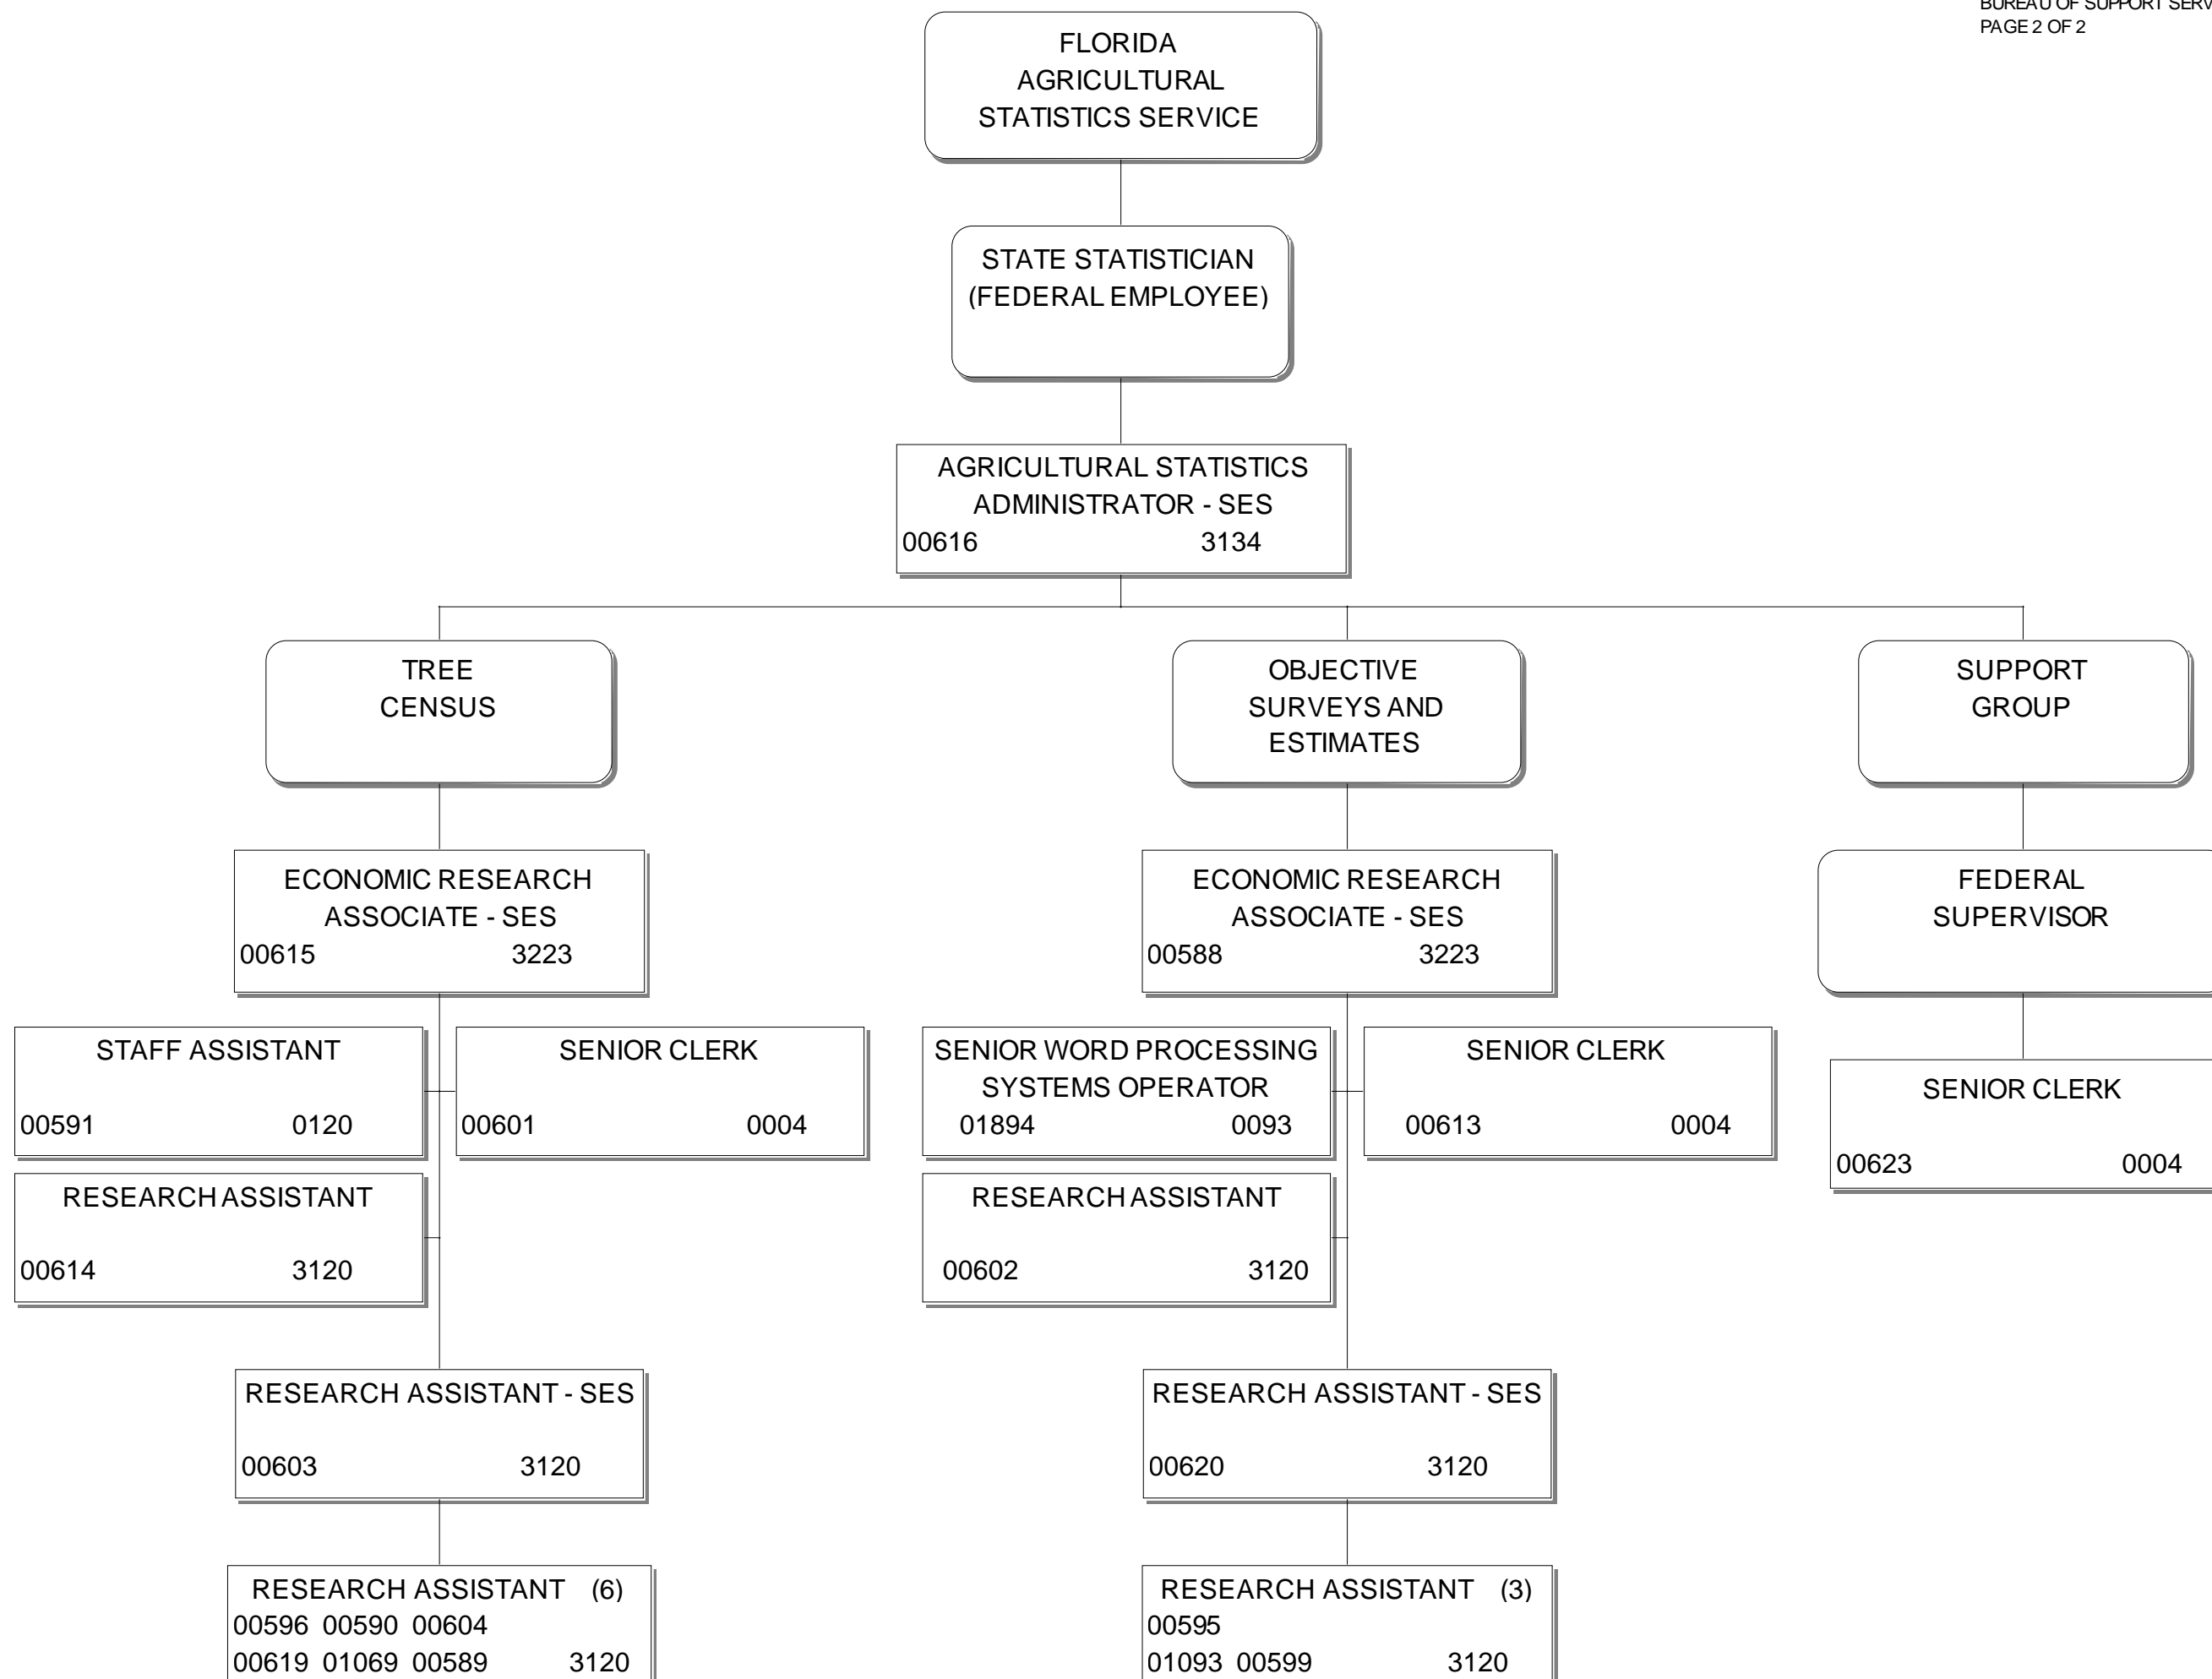 BUREAU OF SUPPORT SERV
PAGE 2 OF 2
FLORIDA
AGRICULTURAL
STATISTICS SERVICE
STATE STATISTICIAN
(FEDERAL EMPLOYEE)
AGRICULTURAL STATISTICS
ADMINISTRATOR - SES
00616 3134
TREE
CENSUS
OBJECTIVE
SURVEYS AND
ESTIMATES
SUPPORT
GROUP
ECONOMIC RESEARCH
ASSOCIATE - SES
00615 3223
ECONOMIC RESEARCH
ASSOCIATE - SES
00588 3223
FEDERAL
SUPERVISOR
STAFF ASSISTANT
00591 0120
SENIOR CLERK
00601 0004
SENIOR WORD PROCESSING
SYSTEMS OPERATOR
01894 0093
SENIOR CLERK
00613 0004
SENIOR CLERK
00623 0004
RESEARCH ASSISTANT
00614 3120
RESEARCH ASSISTANT
00602 3120
RESEARCH ASSISTANT - SES
00603 3120
RESEARCH ASSISTANT - SES
00620 3120
RESEARCH ASSISTANT (6)
00596 00590 00604
00619 01069 00589 3120
RESEARCH ASSISTANT (3)
00595
01093 00599 3120